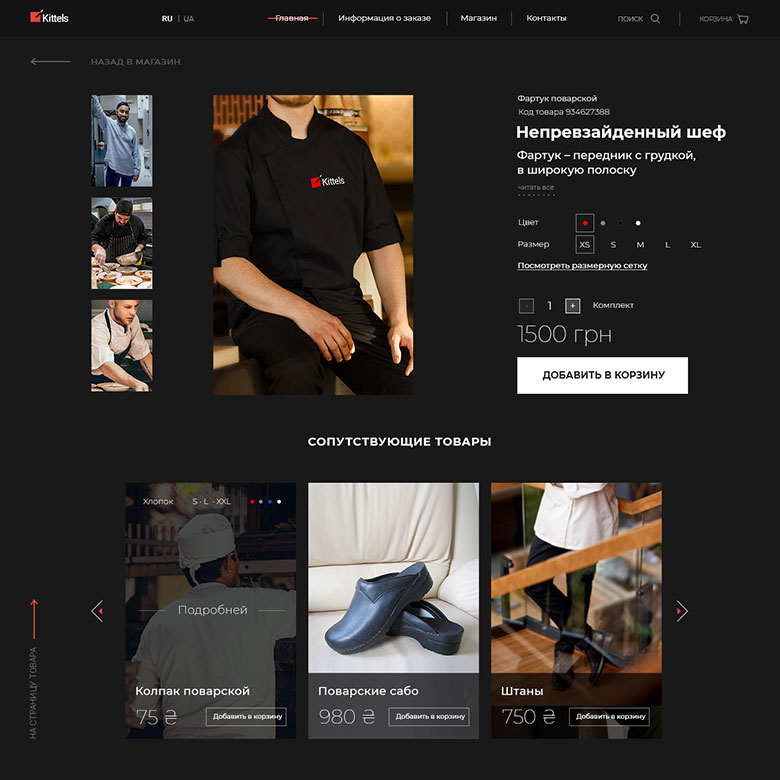 Kittels
RU | UA
Главная
Информация о заказе
Магазин
Контакты
ПОИСК
КОРЗИНА
НАЗАД В МАГАЗИН
Kittels
Фартук поварской
Код товара 934627388
Непревзайденный шеф
Фартук – передник с грудкой,
в широкую полоску
читать все
Цвет
Размер XS S M L XL
Посмотреть размерную сетку
- 1 + Комплект
1500 грн
ДОБАВИТЬ В КОРЗИНУ
СОПУТСТВУЮЩИЕ ТОВАРЫ
Хлопок S - L - XXL
Подробней
Колпак поварской
75 ₴ Добавить в корзину
Поварские сабо
980 ₴ Добавить в корзину
Штаны
750 ₴ Добавить в корзину
НА СТРАНИЦУ ТОВАРА